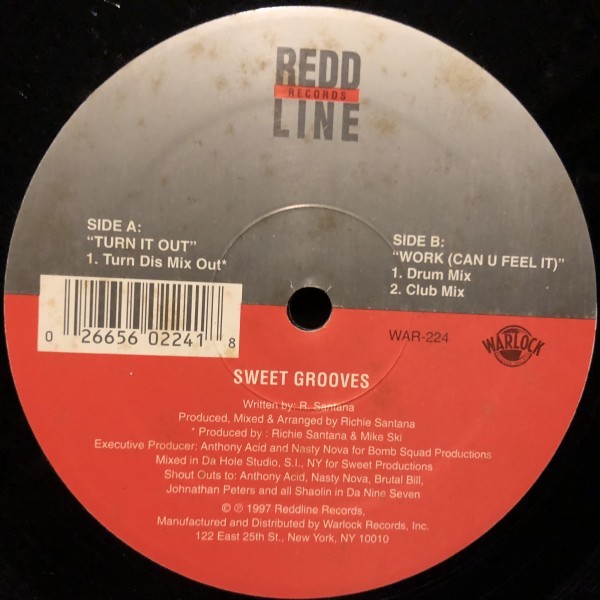 REDD
RECORDS
LINE
SIDE A:
"TURN IT OUT"
1. Turn Dis Mix Out*
SIDE B:
"WORK (CAN U FEEL IT)"
1. Drum Mix
2. Club Mix
0 26656 02241 8
WAR-224
WARLOCK
SWEET GROOVES
Written by: R. Santana
Produced, Mixed & Arranged by Richie Santana
* Produced by : Richie Santana & Mike Ski
Executive Producer: Anthony Acid and Nasty Nova for Bomb Squad Productions
Mixed in Da Hole Studio, S.I., NY for Sweet Productions
Shout Outs to: Anthony Acid, Nasty Nova, Brutal Bill,
Johnathan Peters and all Shaolin in Da Nine Seven
© ℗ 1997 Reddline Records,
Manufactured and Distributed by Warlock Records, Inc.
122 East 25th St., New York, NY 10010